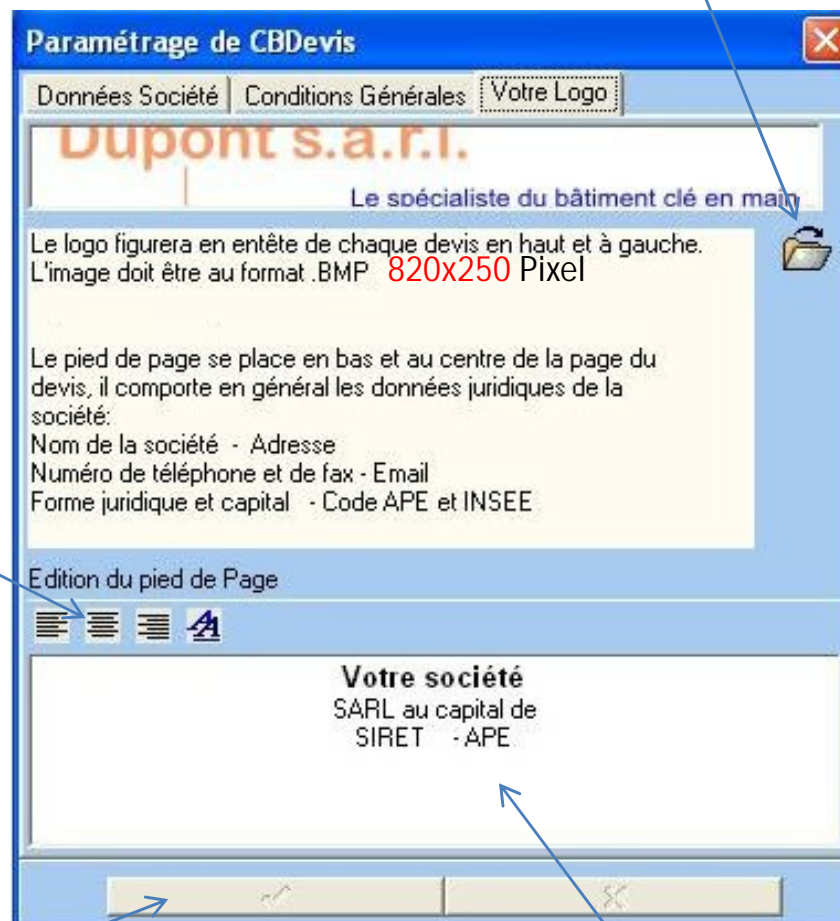 Paramétrage de CBDevis
Données Société Conditions Générales Votre Logo
Dupont s.a.r.l.
Le spécialiste du bâtiment clé en main
Le logo figurera en entête de chaque devis en haut et à gauche.
L'image doit être au format .BMP 820x250 Pixel
Le pied de page se place en bas et au centre de la page du
devis, il comporte en général les données juridiques de la
société:
Nom de la société - Adresse
Numéro de téléphone et de fax - Email
Forme juridique et capital - Code APE et INSEE
Edition du pied de Page
Votre société
SARL au capital de
SIRET - APE